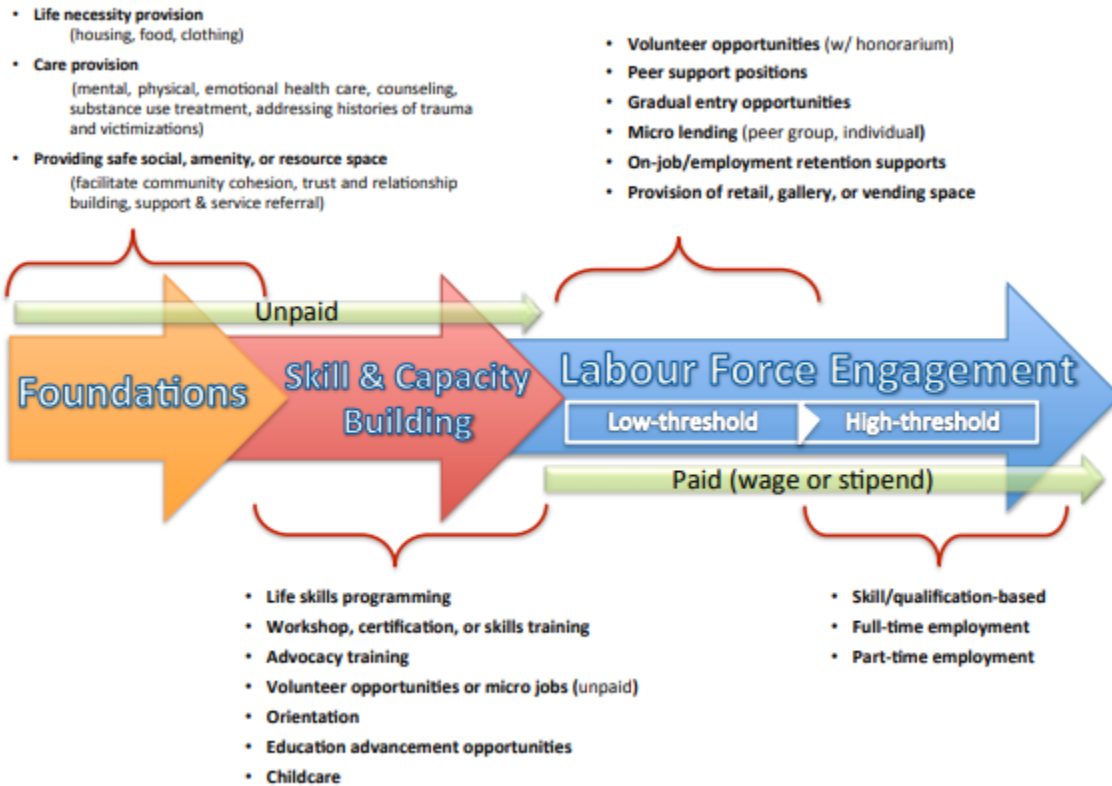 • Life necessity provision
(housing, food, clothing)
• Care provision
(mental, physical, emotional health care, counseling,
substance use treatment, addressing histories of trauma
and victimizations)
• Providing safe social, amenity, or resource space
(facilitate community cohesion, trust and relationship
building, support & service referral)
• Volunteer opportunities (w/ honorarium)
• Peer support positions
• Gradual entry opportunities
• Micro lending (peer group, individual)
• On-job/employment retention supports
• Provision of retail, gallery, or vending space
Unpaid
Foundations
Skill & Capacity
Building
Labour Force Engagement
Low-threshold
High-threshold
Paid (wage or stipend)
• Life skills programming
• Workshop, certification, or skills training
• Advocacy training
• Volunteer opportunities or micro jobs (unpaid)
• Orientation
• Education advancement opportunities
• Childcare
• Skill/qualification-based
• Full-time employment
• Part-time employment